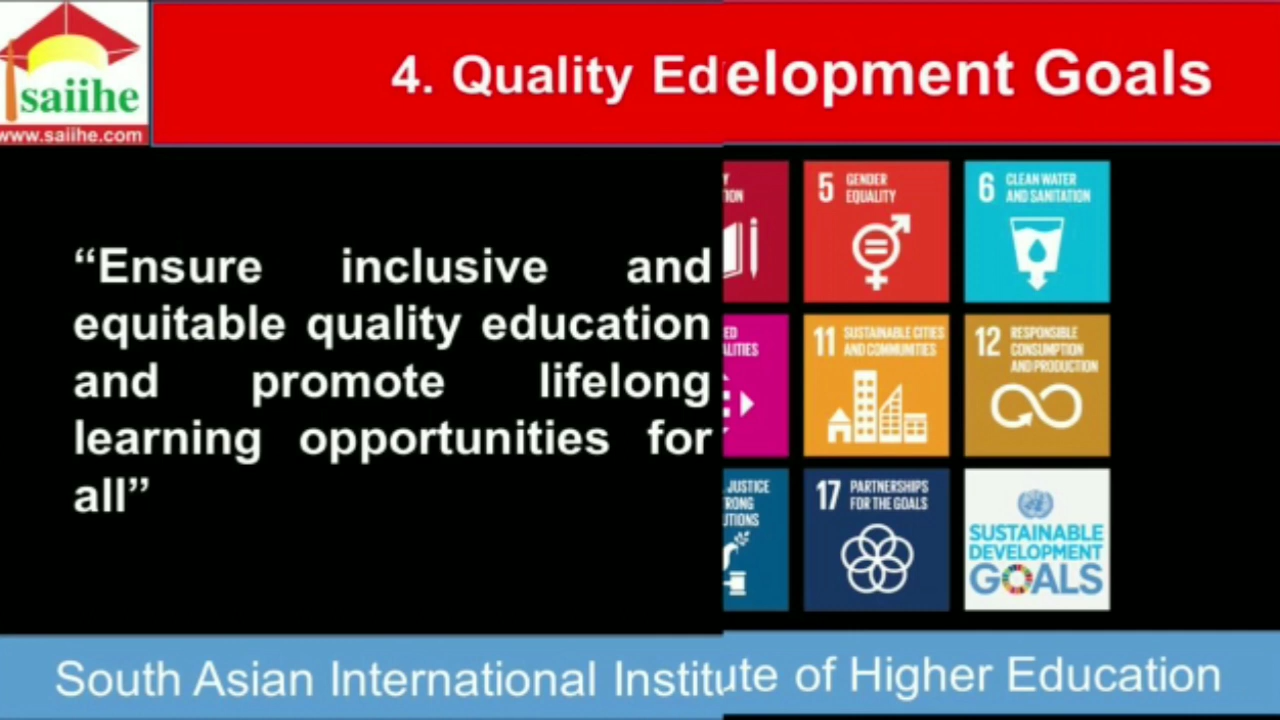 saiihe
www.saiihe.com
4. Quality Edelopment Goals
“Ensure inclusive and
equitable quality education
and promote lifelong
learning opportunities for
all”
5 GENDER
EQUALITY
6 CLEAN WATER
AND SANITATION
11 SUSTAINABLE CITIES
AND COMMUNITIES
12 RESPONSIBLE
CONSUMPTION
AND PRODUCTION
JUSTICE
17 PARTNERSHIPS
FOR THE GOALS
SUSTAINABLE
DEVELOPMENT
GOALS
South Asian International Institute of Higher Education